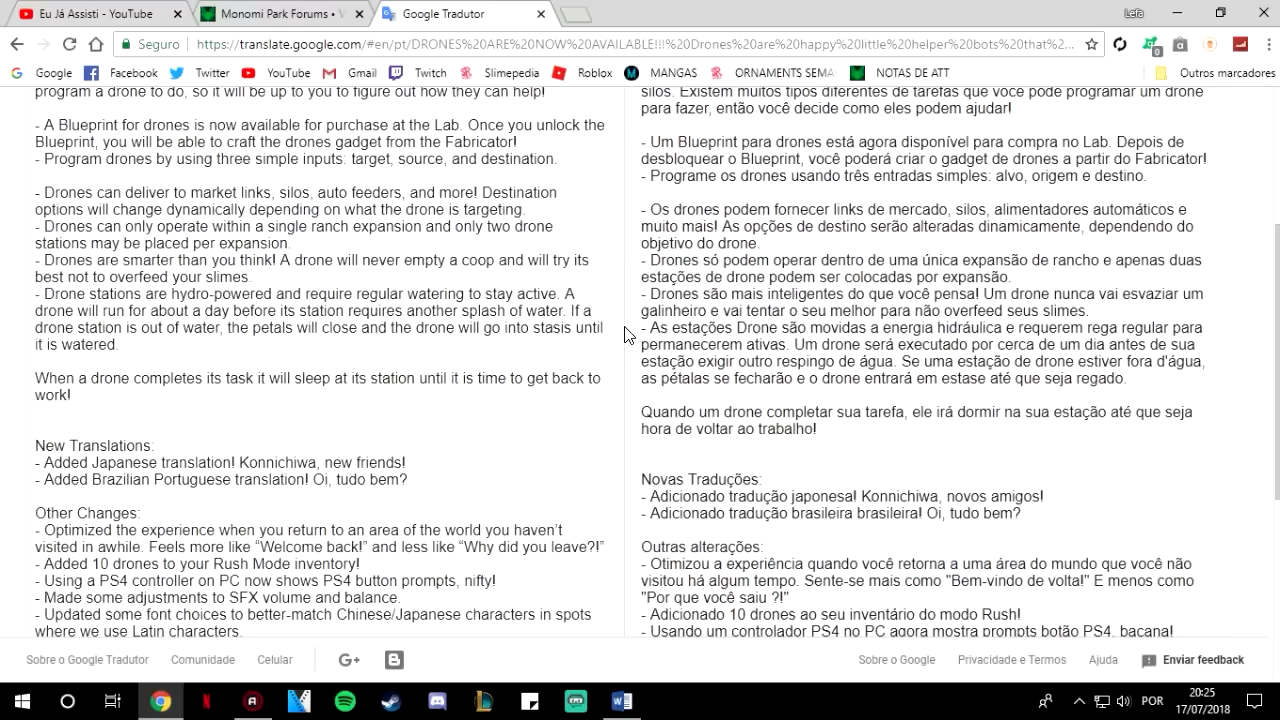 Eu Já Assisti - YouTube
Monomi Park Forums • V
Google Tradutor
Lefa
Seguro
https://translate.google.com/#en/pt/DRONES%20ARE%20NOW%20AVAILABLE!!!%20Drones%20are%20happy%20little%20helper%20bots%20that%2...
Google
Facebook
Twitter
YouTube
Gmail
Twitch
Slimepedia
Roblox
MANGAS
ORNAMENTS SEMA
NOTAS DE ATT
Outros marcadores
program a drone to do, so it will be up to you to figure out how they can help!
- A Blueprint for drones is now available for purchase at the Lab. Once you unlock the
Blueprint, you will be able to craft the drones gadget from the Fabricator!
- Program drones by using three simple inputs: target, source, and destination.
- Drones can deliver to market links, silos, auto feeders, and more! Destination
options will change dynamically depending on what the drone is targeting.
- Drones can only operate within a single ranch expansion and only two drone
stations may be placed per expansion.
- Drones are smarter than you think! A drone will never empty a coop and will try its
best not to overfeed your slimes.
- Drone stations are hydro-powered and require regular watering to stay active. A
drone will run for about a day before its station requires another splash of water. If a
drone station is out of water, the petals will close and the drone will go into stasis until
it is watered.
When a drone completes its task it will sleep at its station until it is time to get back to
work!
New Translations:
- Added Japanese translation! Konnichiwa, new friends!
- Added Brazilian Portuguese translation! Oi, tudo bem?
Other Changes:
- Optimized the experience when you return to an area of the world you haven't
visited in awhile. Feels more like “Welcome back!” and less like “Why did you leave?!”
- Added 10 drones to your Rush Mode inventory!
- Using a PS4 controller on PC now shows PS4 button prompts, nifty!
- Made some adjustments to SFX volume and balance.
- Updated some font choices to better-match Chinese/Japanese characters in spots
where we use Latin characters.
silos. Existem muitos tipos diferentes de tarefas que você pode programar um drone
para fazer, então você decide como eles podem ajudar!
- Um Blueprint para drones está agora disponível para compra no Lab. Depois de
desbloquear o Blueprint, você poderá criar o gadget de drones a partir do Fabricator!
- Programe os drones usando três entradas simples: alvo, origem e destino.
- Os drones podem fornecer links de mercado, silos, alimentadores automáticos e
muito mais! As opções de destino serão alteradas dinamicamente, dependendo do
objetivo do drone.
- Drones só podem operar dentro de uma única expansão de rancho e apenas duas
estações de drone podem ser colocadas por expansão.
- Drones são mais inteligentes do que você pensa! Um drone nunca vai esvaziar um
galinheiro e vai tentar o seu melhor para não overfeed seus slimes.
- As estações Drone são movidas a energia hidráulica e requerem rega regular para
permanecerem ativas. Um drone será executado por cerca de um dia antes de sua
estação exigir outro respingo de água. Se uma estação de drone estiver fora d'água,
as pétalas se fecharão e o drone entrará em estase até que seja regado.
Quando um drone completar sua tarefa, ele irá dormir na sua estação até que seja
hora de voltar ao trabalho!
Novas Traduções:
- Adicionado tradução japonesa! Konnichiwa, novos amigos!
- Adicionado tradução brasileira brasileira! Oi, tudo bem?
Outras alterações:
- Otimizou a experiência quando você retorna a uma área do mundo que você não
visitou há algum tempo. Sente-se mais como "Bem-vindo de volta!" E menos como
"Por que você saiu ?!"
- Adicionado 10 drones ao seu inventário do modo Rush!
- Usando um controlador PS4 no PC agora mostra prompts botão PS4, bacana!
Sobre o Google Tradutor
Comunidade
Celular
G+
Sobre o Google
Privacidade e Termos
Ajuda
Enviar feedback
POR
20:25
17/07/2018